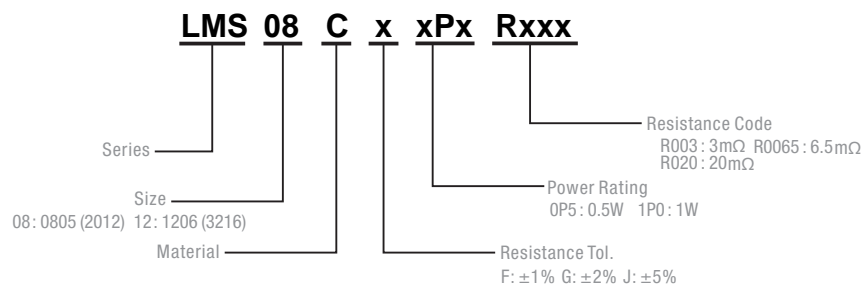 LMS 08 C x xPx Rxxx
Resistance Code
R003 : 3mΩ R0065 : 6.5mΩ
R020 : 20mΩ
Series
Power Rating
0P5 : 0.5W 1P0 : 1W
Size
08 : 0805 (2012) 12 : 1206 (3216)
Material
Resistance Tol.
F: ±1% G: ±2% J: ±5%